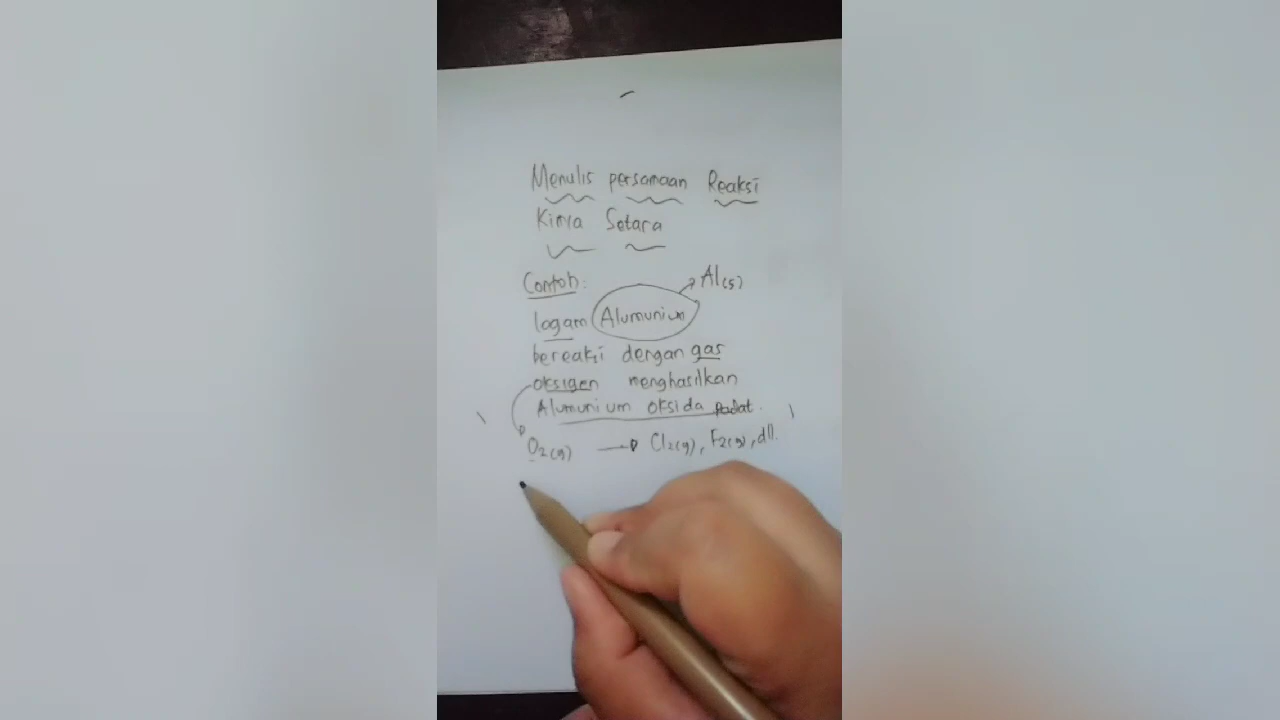 Menulis persamaan Reaksi
Kimia Setara
Contoh:
Al(s)
logam Alumunium
bereaksi dengan gas
oksigen menghasilkan
Alumunium oksida padat.
O2(g) → Cl2(g), F2(g), dll.